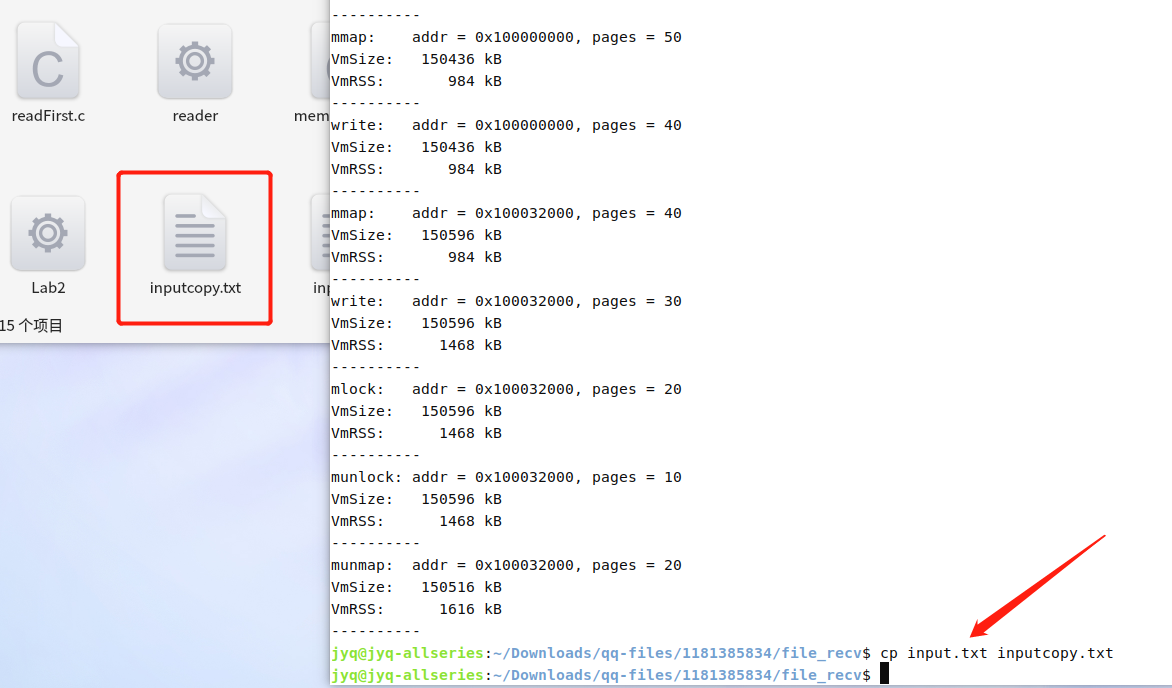 readFirst.c
reader
mem
Lab2
inputcopy.txt
inp
15 个项目
----------
mmap:    addr = 0x100000000, pages = 50
VmSize:   150436 kB
VmRSS:       984 kB
----------
write:   addr = 0x100000000, pages = 40
VmSize:   150436 kB
VmRSS:       984 kB
----------
mmap:    addr = 0x100032000, pages = 40
VmSize:   150596 kB
VmRSS:       984 kB
----------
write:   addr = 0x100032000, pages = 30
VmSize:   150596 kB
VmRSS:      1468 kB
----------
mlock:   addr = 0x100032000, pages = 20
VmSize:   150596 kB
VmRSS:      1468 kB
----------
munlock: addr = 0x100032000, pages = 10
VmSize:   150596 kB
VmRSS:      1468 kB
----------
munmap:  addr = 0x100032000, pages = 20
VmSize:   150516 kB
VmRSS:      1616 kB
----------
jyq@jyq-allseries:~/Downloads/qq-files/1181385834/file_recv$ cp input.txt inputcopy.txt
jyq@jyq-allseries:~/Downloads/qq-files/1181385834/file_recv$